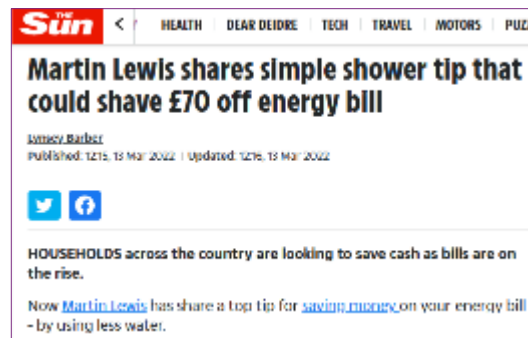 THE
Sun
< HEALTH DEAR DEIDRE TECH TRAVEL MOTORS
Martin Lewis shares simple shower tip that
could shave £70 off energy bill
Lynsey Barber
Published: 12:15, 13 Mar 2022 | Updated: 12:16, 13 Mar 2022
HOUSEHOLDS across the country are looking to save cash as bills are on
the rise.
Now Martin Lewis has share a top tip for saving money on your energy bill
- by using less water.